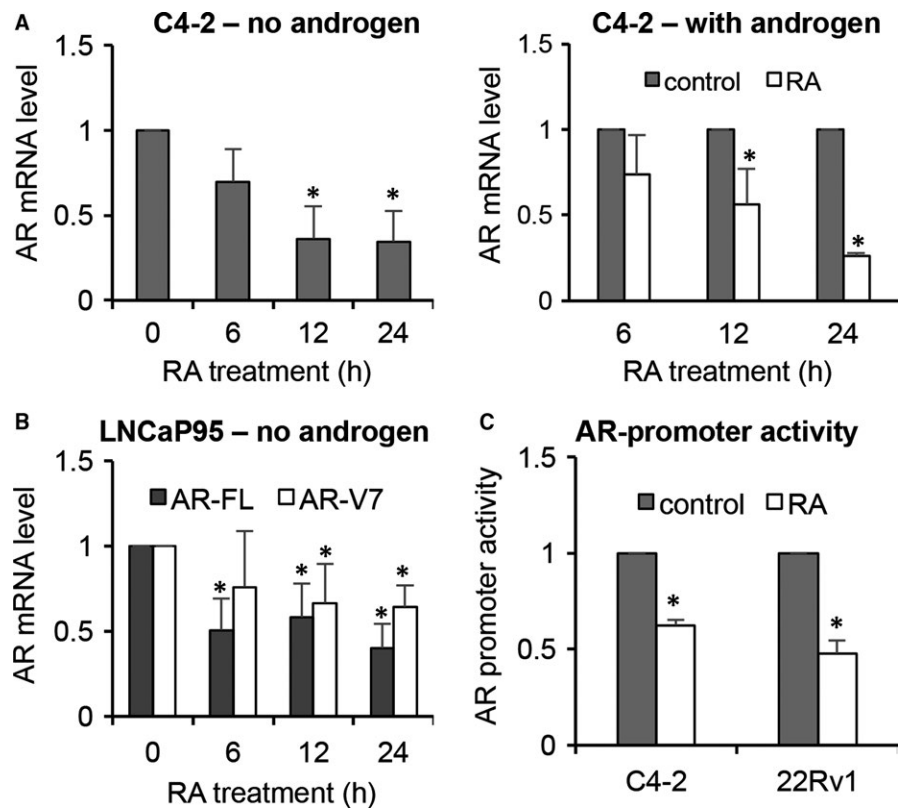 A
C4-2 – no androgen
AR mRNA level
1.5
1
0.5
0
* *
0 6 12 24
RA treatment (h)
C4-2 – with androgen
AR mRNA level
1.5
1
0.5
0
control RA
* *
6 12 24
RA treatment (h)
B
LNCaP95 – no androgen
AR mRNA level
1.5
1
0.5
0
AR-FL AR-V7
* * * * *
0 6 12 24
RA treatment (h)
C
AR-promoter activity
AR promoter activity
1.5
1
0.5
0
control RA
* *
C4-2 22Rv1